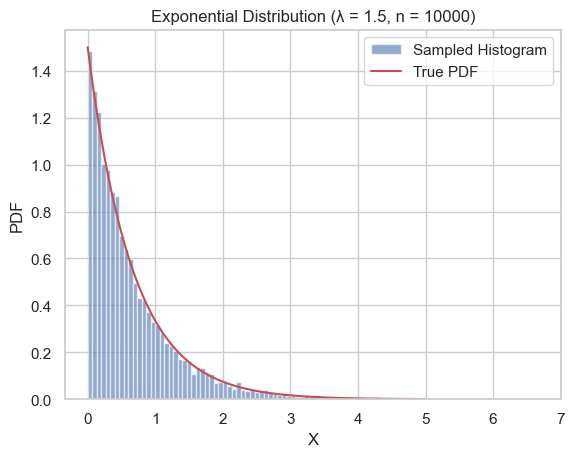 Exponential Distribution (λ = 1.5, n = 10000)
Sampled Histogram
True PDF
PDF
1.4
1.2
1.0
0.8
0.6
0.4
0.2
0.0
0 1 2 3 4 5 6 7
X